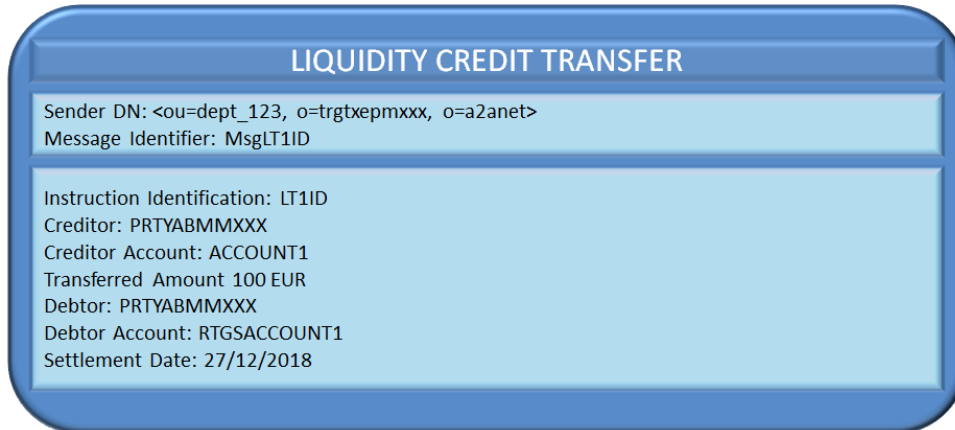 LIQUIDITY CREDIT TRANSFER
Sender DN: <ou=dept_123, o=trgtxepmxxx, o=a2anet>
Message Identifier: MsgLT1ID
Instruction Identification: LT1ID
Creditor: PRTYABMMXXX
Creditor Account: ACCOUNT1
Transferred Amount 100 EUR
Debtor: PRTYABMMXXX
Debtor Account: RTGSACCOUNT1
Settlement Date: 27/12/2018